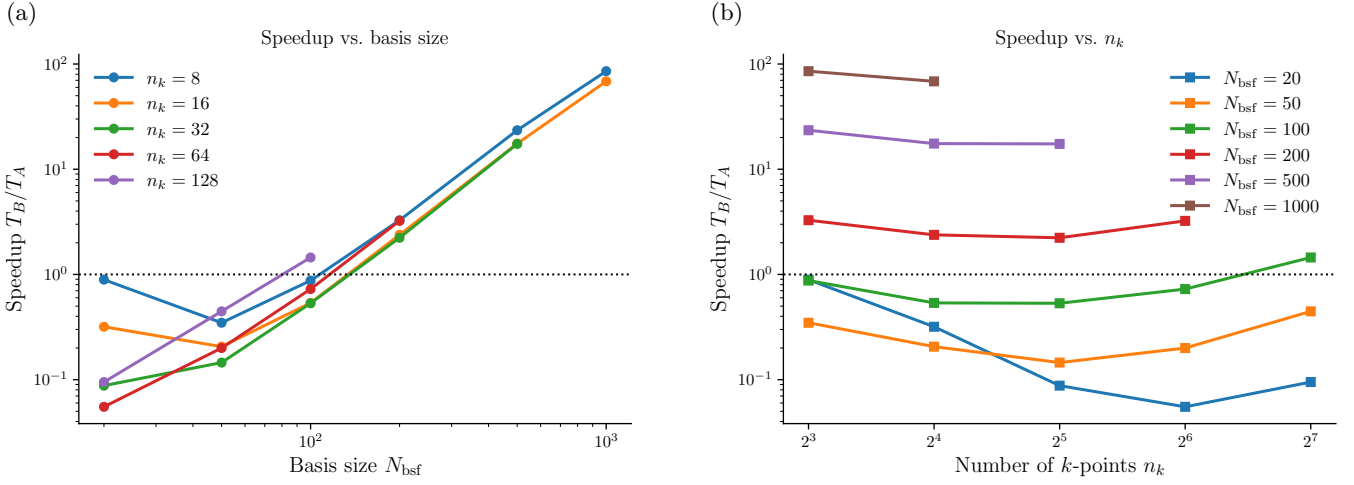 (a)
Speedup vs. basis size
Speedup T_B/T_A
10^2
10^1
10^0
10^{-1}
n_k = 8
n_k = 16
n_k = 32
n_k = 64
n_k = 128
10^2
10^3
Basis size N_bsf
(b)
Speedup vs. n_k
Speedup T_B/T_A
10^2
10^1
10^0
10^{-1}
N_bsf = 20
N_bsf = 50
N_bsf = 100
N_bsf = 200
N_bsf = 500
N_bsf = 1000
2^3
2^4
2^5
2^6
2^7
Number of k-points n_k